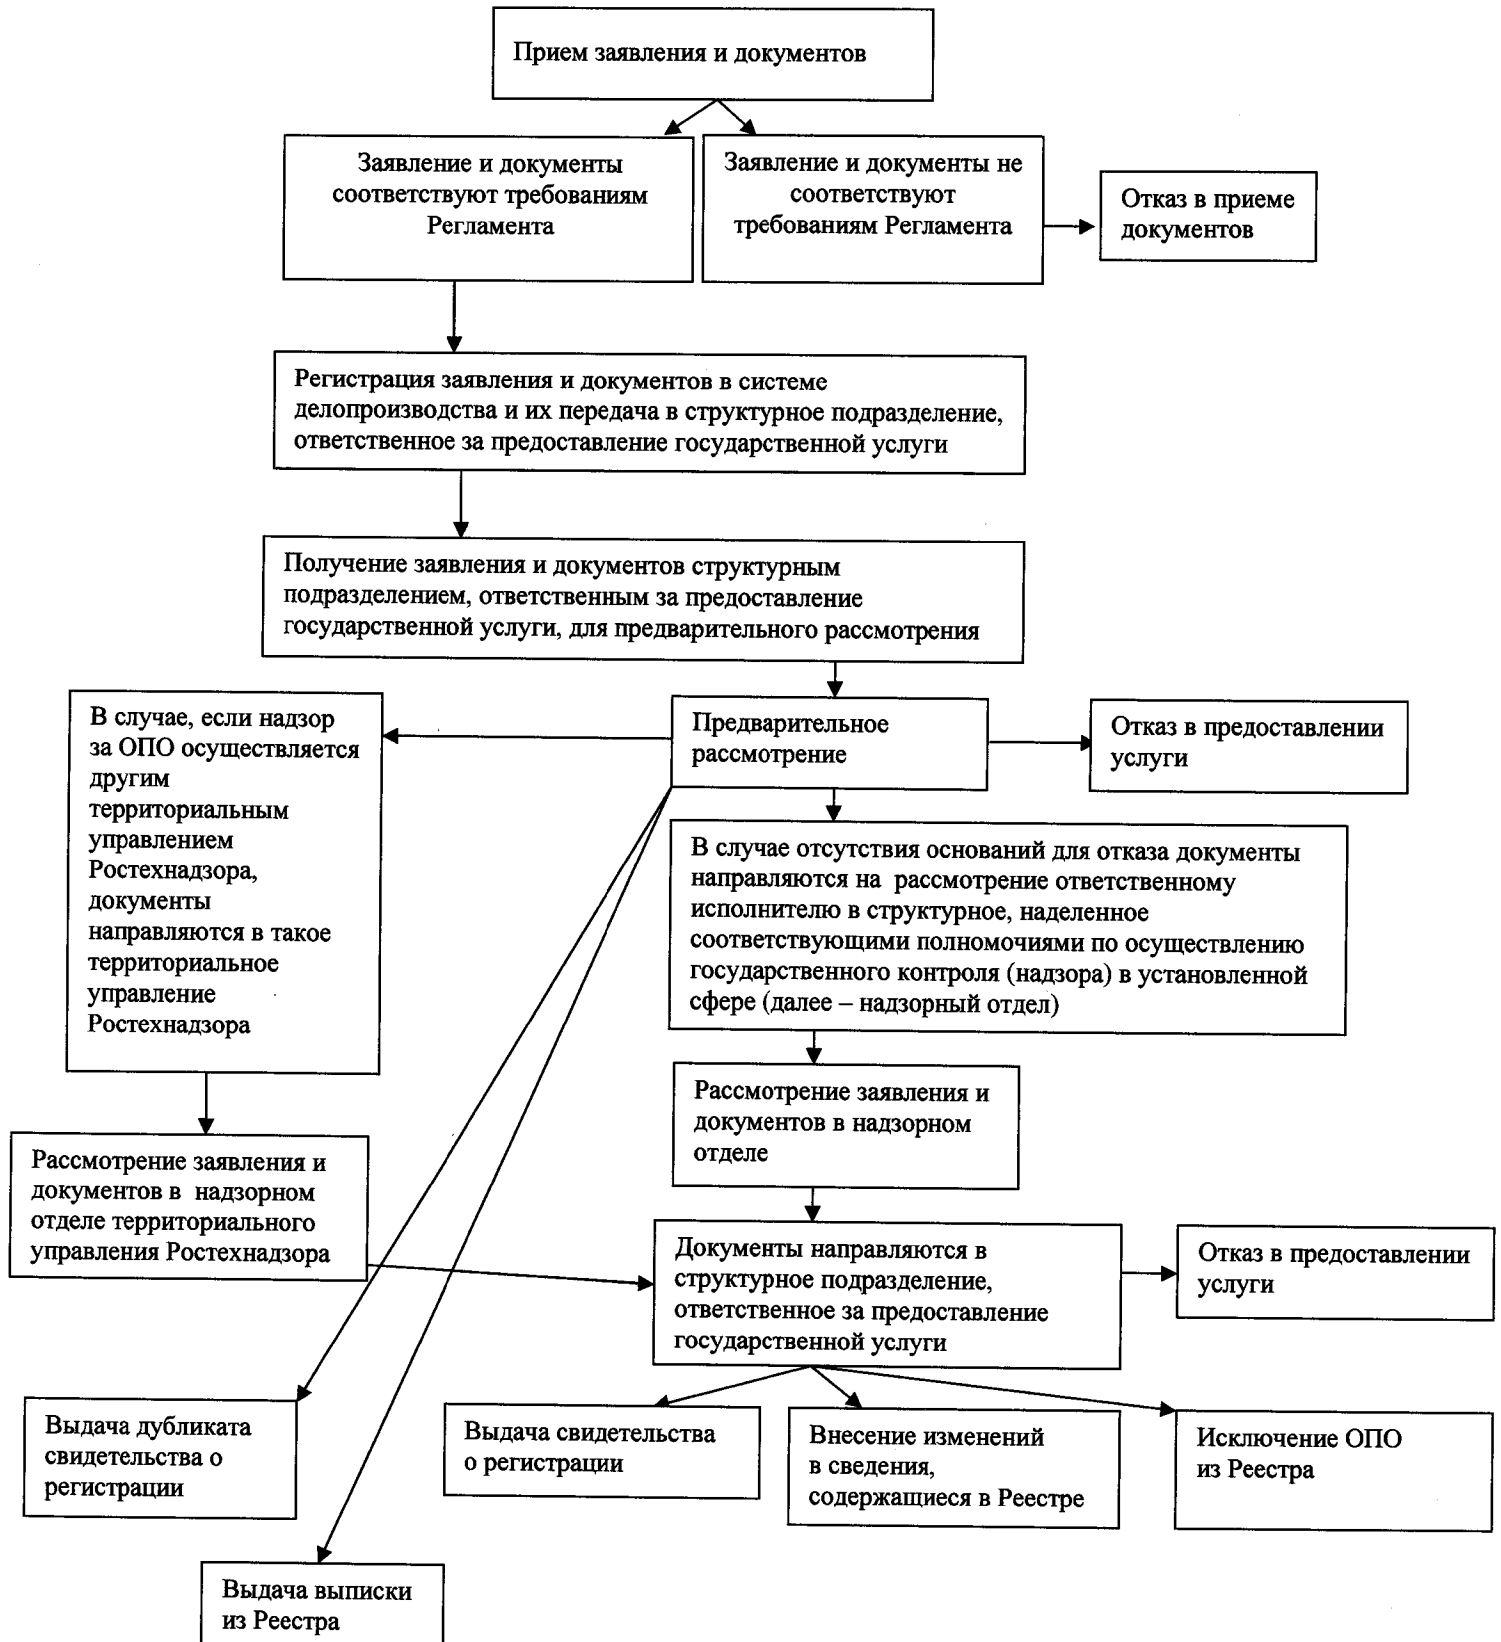 Прием заявления и документов
Заявление и документы
соответствуют требованиям
Регламента
Заявление и документы не
соответствуют
требованиям Регламента
Отказ в приеме
документов
Регистрация заявления и документов в системе
делопроизводства и их передача в структурное подразделение,
ответственное за предоставление государственной услуги
Получение заявления и документов структурным
подразделением, ответственным за предоставление
государственной услуги, для предварительного рассмотрения
В случае, если надзор
за ОПО осуществляется
другим
территориальным
управлением
Ростехнадзора,
документы
направляются в такое
территориальное
управление
Ростехнадзора
Предварительное
рассмотрение
Отказ в предоставлении
услуги
В случае отсутствия оснований для отказа документы
направляются на рассмотрение ответственному
исполнителю в структурное, наделенное
соответствующими полномочиями по осуществлению
государственного контроля (надзора) в установленной
сфере (далее – надзорный отдел)
Рассмотрение заявления и
документов в надзорном
отделе
Рассмотрение заявления и
документов в надзорном
отделе территориального
управления Ростехнадзора
Документы направляются в
структурное подразделение,
ответственное за предоставление
государственной услуги
Отказ в предоставлении
услуги
Выдача дубликата
свидетельства о
регистрации
Выдача свидетельства
о регистрации
Внесение изменений
в сведения,
содержащиеся в Реестре
Исключение ОПО
из Реестра
Выдача выписки
из Реестра